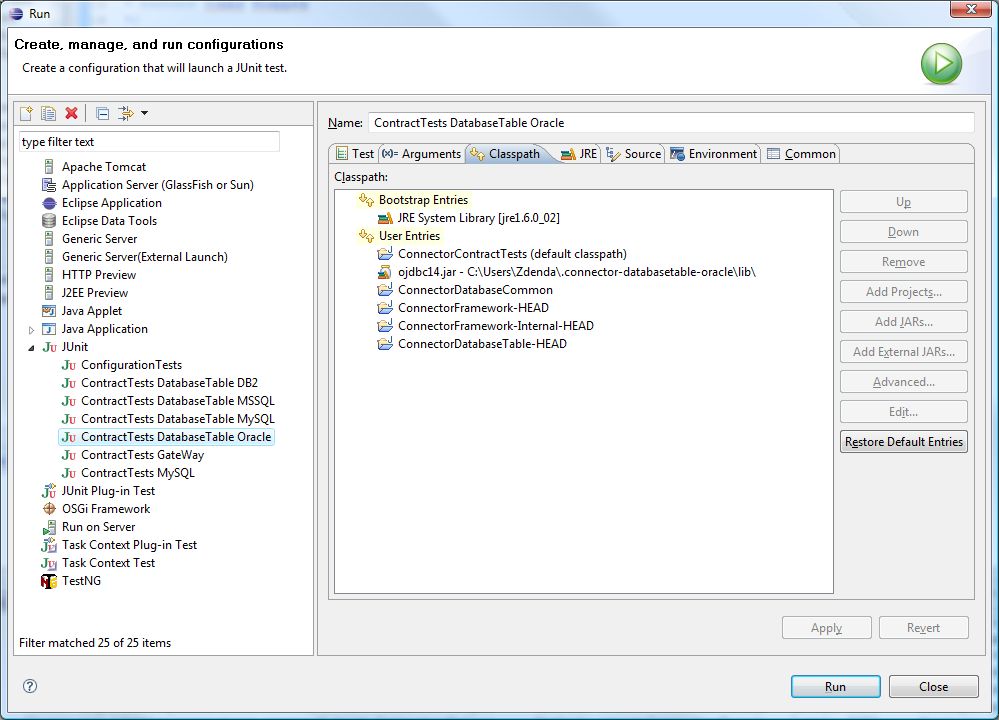 Run
Create, manage, and run configurations
Create a configuration that will launch a JUnit test.
type filter text
Apache Tomcat
Application Server (GlassFish or Sun)
Eclipse Application
Eclipse Data Tools
Generic Server
Generic Server(External Launch)
HTTP Preview
J2EE Preview
Java Applet
Java Application
JUnit
ConfigurationTests
ContractTests DatabaseTable DB2
ContractTests DatabaseTable MSSQL
ContractTests DatabaseTable MySQL
ContractTests DatabaseTable Oracle
ContractTests GateWay
ContractTests MySQL
JUnit Plug-in Test
OSGi Framework
Run on Server
Task Context Plug-in Test
Task Context Test
TestNG
Filter matched 25 of 25 items
Name: ContractTests DatabaseTable Oracle
Test (x)= Arguments Classpath JRE Source Environment Common
Classpath:
Bootstrap Entries
JRE System Library [jre1.6.0_02]
User Entries
ConnectorContractTests (default classpath)
ojdbc14.jar - C:\Users\Zdenda\.connector-databasetable-oracle\lib\
ConnectorDatabaseCommon
ConnectorFramework-HEAD
ConnectorFramework-Internal-HEAD
ConnectorDatabaseTable-HEAD
Up
Down
Remove
Add Projects...
Add JARs...
Add External JARs...
Advanced...
Edit...
Restore Default Entries
Apply Revert
Run Close